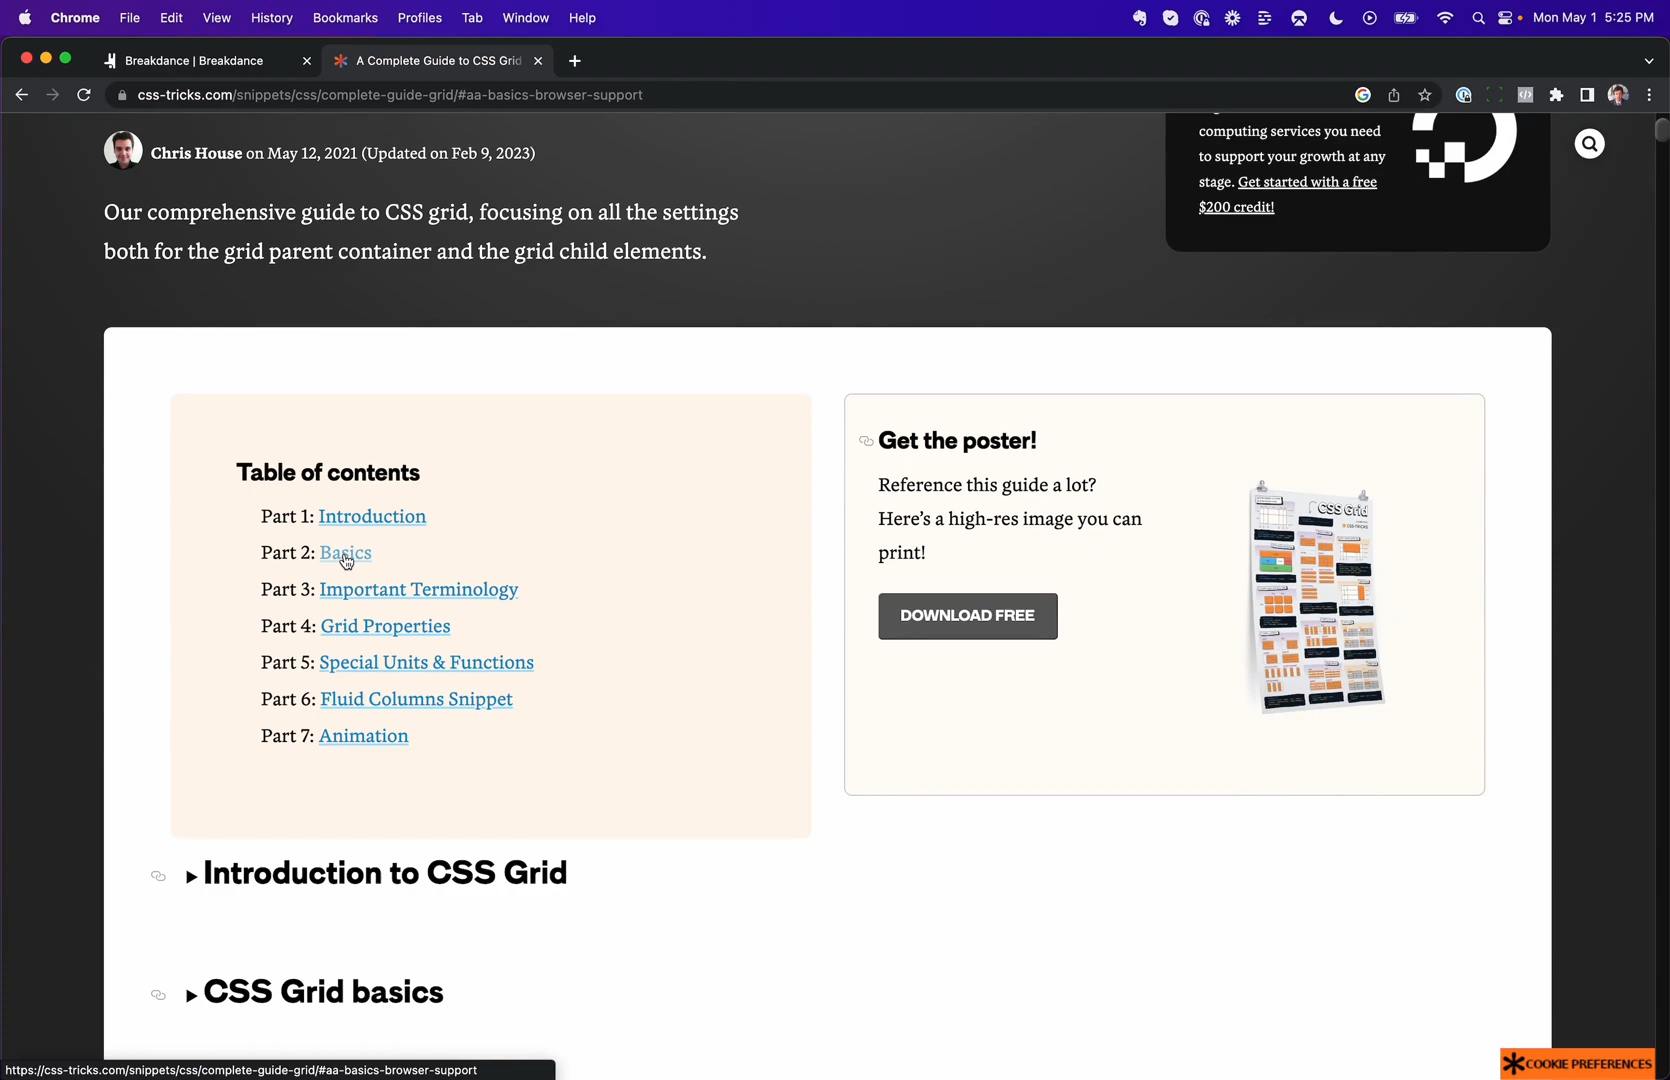 Chrome File Edit View History Bookmarks Profiles Tab Window Help Mon May 1 5:25 PM
Breakdance | Breakdance A Complete Guide to CSS Grid
css-tricks.com/snippets/css/complete-guide-grid/#aa-basics-browser-support
computing services you need
to support your growth at any
stage. Get started with a free
$200 credit!
Chris House on May 12, 2021 (Updated on Feb 9, 2023)
Our comprehensive guide to CSS grid, focusing on all the settings
both for the grid parent container and the grid child elements.
Table of contents
Part 1: Introduction
Part 2: Basics
Part 3: Important Terminology
Part 4: Grid Properties
Part 5: Special Units & Functions
Part 6: Fluid Columns Snippet
Part 7: Animation
Get the poster!
Reference this guide a lot?
Here’s a high-res image you can
print!
DOWNLOAD FREE
CSS Grid
Introduction to CSS Grid
CSS Grid basics
https://css-tricks.com/snippets/css/complete-guide-grid/#aa-basics-browser-support
COOKIE PREFERENCES